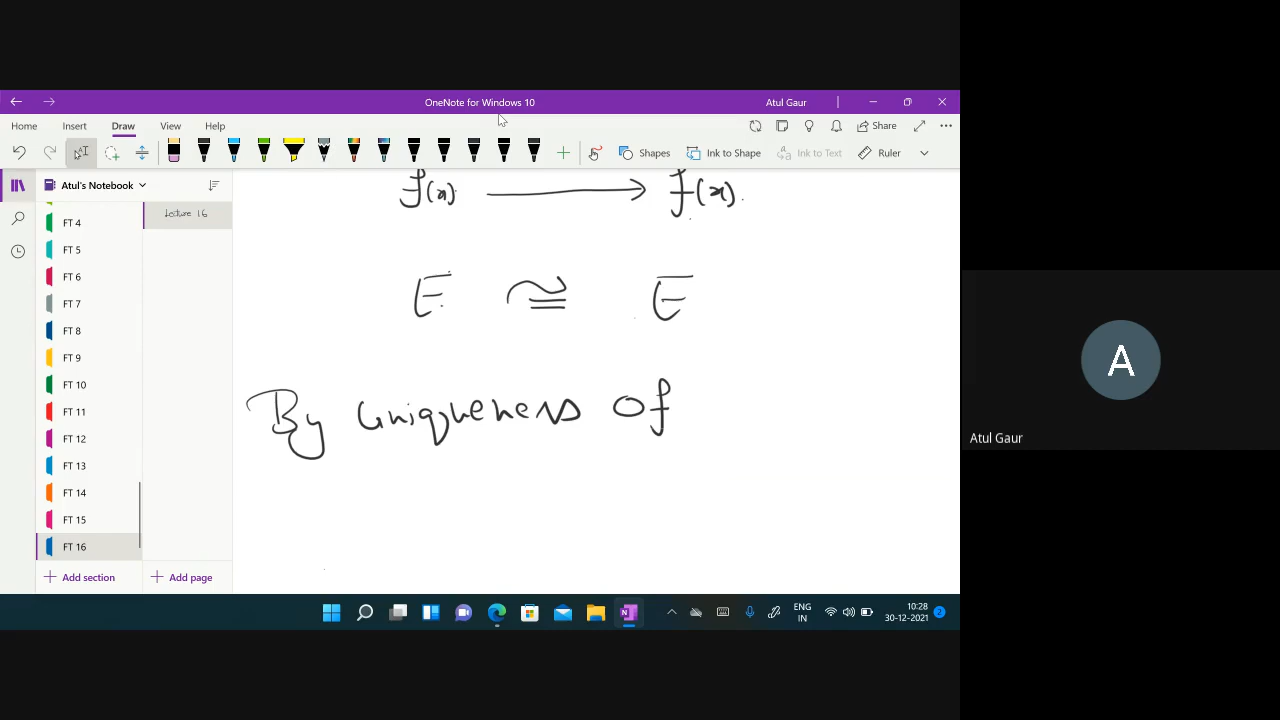 OneNote for Windows 10
Atul Gaur
Home Insert Draw View Help
Share
Shapes Ink to Shape Ink to Text Ruler
Atul's Notebook
Lecture 16
FT 4
FT 5
FT 6
FT 7
FT 8
FT 9
FT 10
FT 11
FT 12
FT 13
FT 14
FT 15
FT 16
Add section
Add page
f(x) ⟶ f(x).
E ≅ E
By uniqueness of
A
Atul Gaur
ENG
IN
10:28
30-12-2021
2